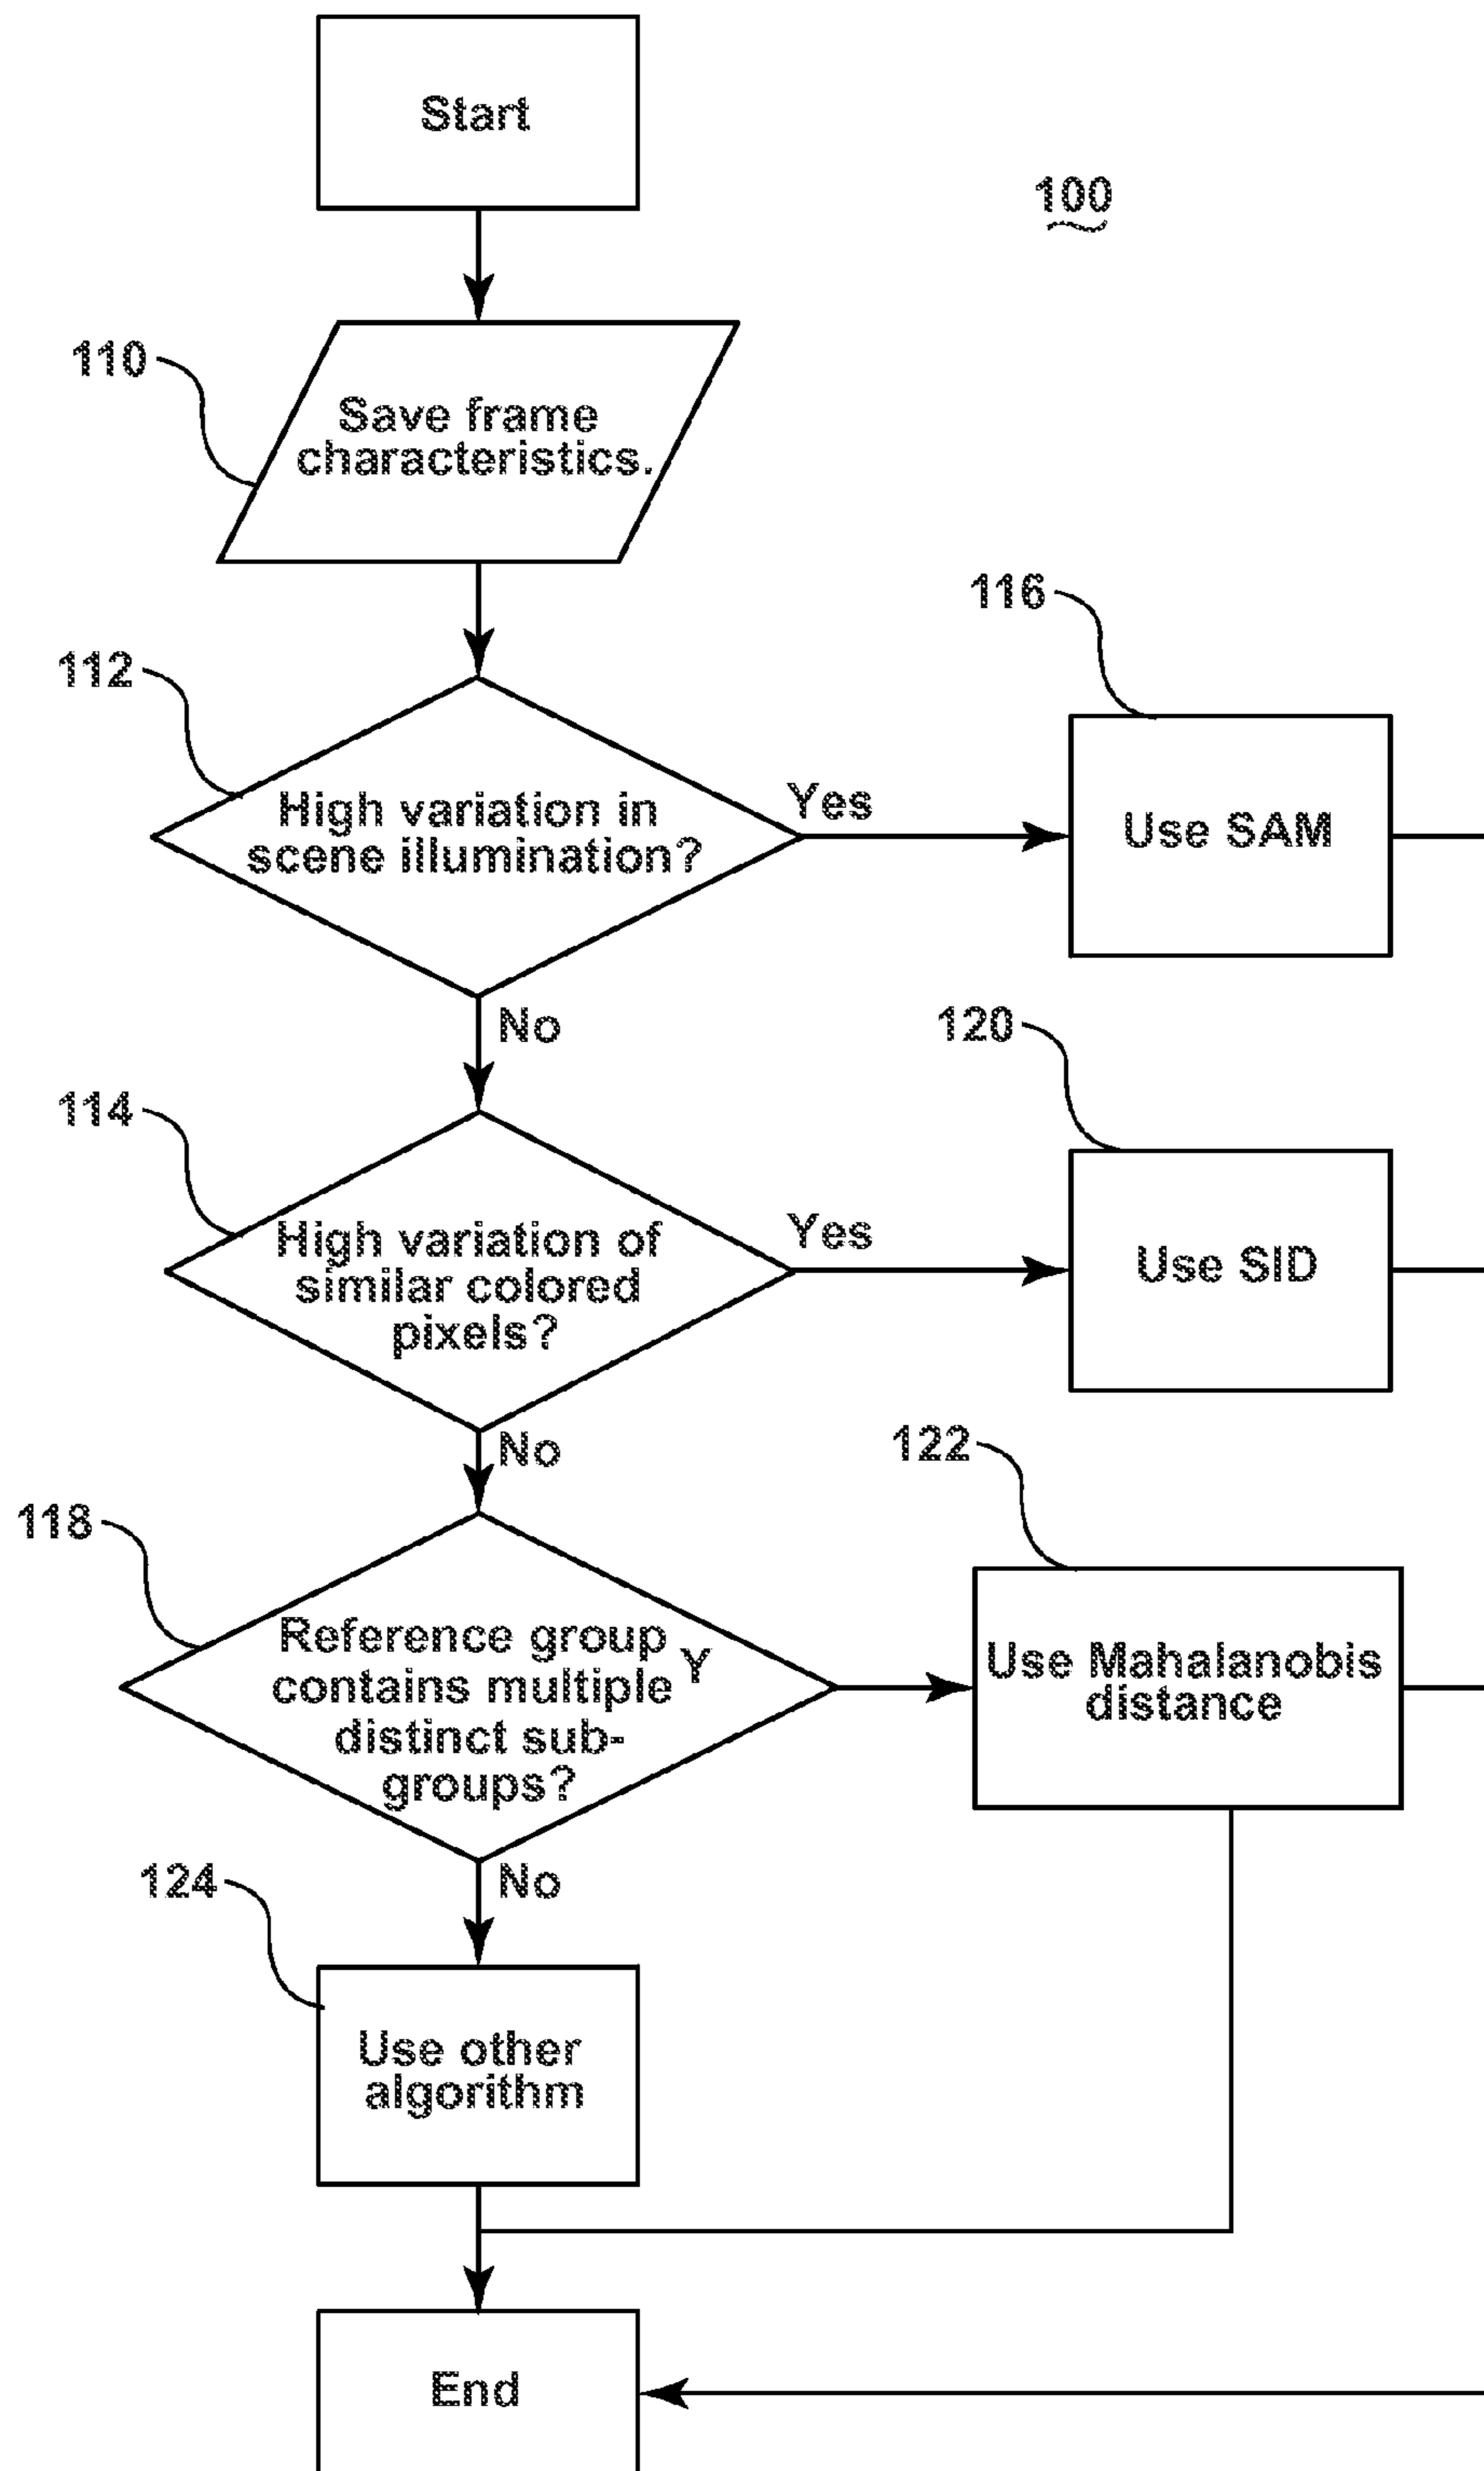 Start
100
110
Save frame
characteristics.
116
112
High variation in
scene illumination?
Yes
Use SAM
No
120
114
High variation of
similar colored
pixels?
Yes
Use SID
No
122
118
Reference group
contains multiple
distinct sub-
groups?
Y
Use Mahalanobis
distance
No
124
Use other
algorithm
End